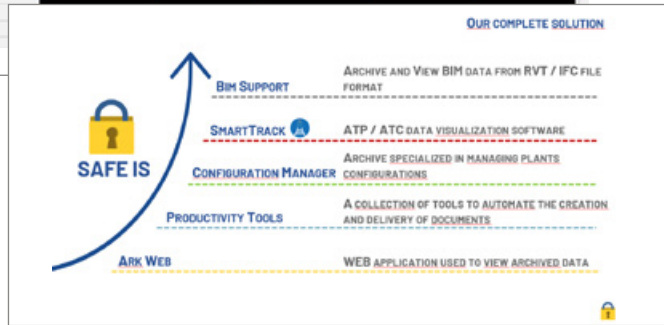 OUR COMPLETE SOLUTION
BIM SUPPORT
ARCHIVE AND VIEW BIM DATA FROM RVT / IFC FILE
FORMAT
SMARTTRACK
ATP / ATC DATA VISUALIZATION SOFTWARE
SAFE IS
CONFIGURATION MANAGER
ARCHIVE SPECIALIZED IN MANAGING PLANTS
CONFIGURATIONS
PRODUCTIVITY TOOLS
A COLLECTION OF TOOLS TO AUTOMATE THE CREATION
AND DELIVERY OF DOCUMENTS
ARK WEB
WEB APPLICATION USED TO VIEW ARCHIVED DATA